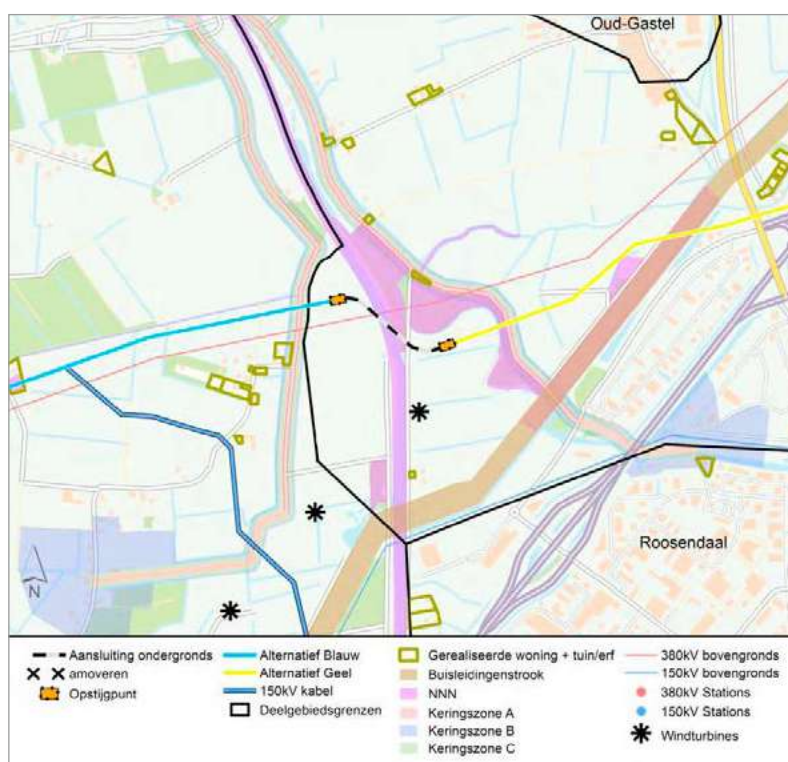 Oud-Gastel
Roosendaal
N
Aansluiting ondergronds
amoveren
Opstijgpunt
Alternatief Blauw
Alternatief Geel
150kV kabel
Deelgebiedsgrenzen
Gerealiseerde woning + tuin/erf
Buisleidingenstrook
NNN
Keringszone A
Keringszone B
Keringszone C
380kV bovengronds
150kV bovengronds
380kV Stations
150kV Stations
Windturbines